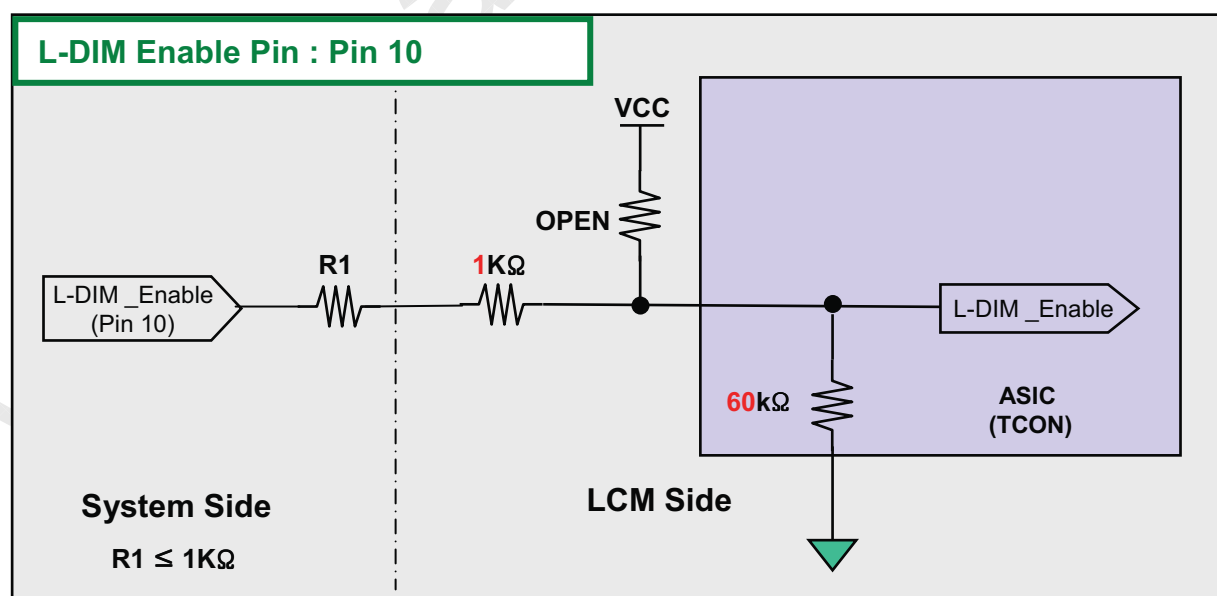 L-DIM Enable Pin : Pin 10
VCC
OPEN
R1
1KΩ
L-DIM _Enable
(Pin 10)
L-DIM _Enable
60kΩ
ASIC
(TCON)
System Side
LCM Side
R1 ≤ 1KΩ